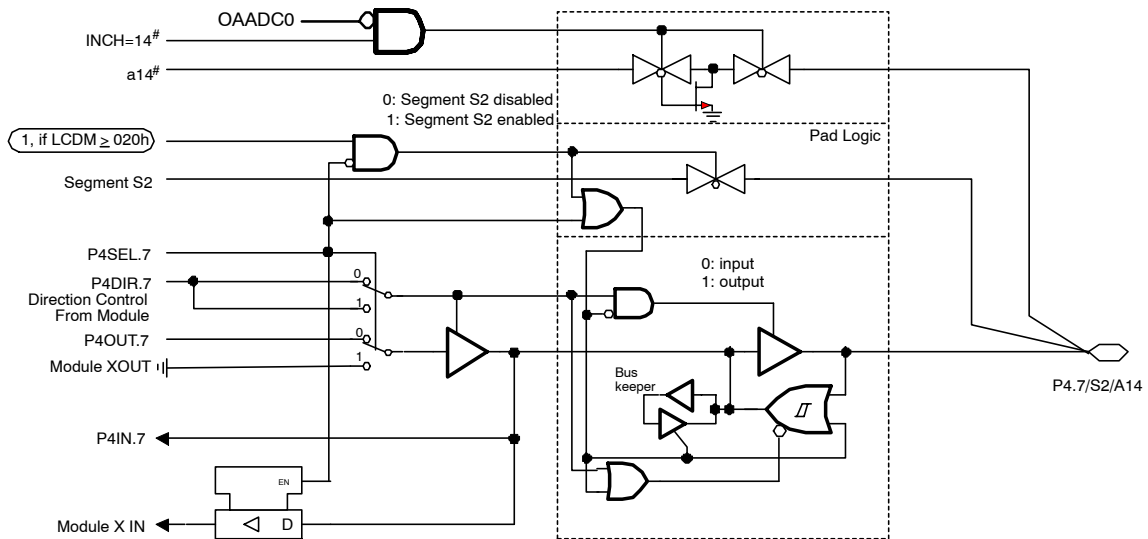 OAADC0
INCH=14#
a14#
0: Segment S2 disabled
1: Segment S2 enabled
Pad Logic
1, if LCDM ≥ 020h
Segment S2
P4SEL.7
0: input
1: output
P4DIR.7
0
Direction Control
From Module
1
P4OUT.7
0
Module XOUT
1
Bus
keeper
P4.7/S2/A14
P4IN.7
EN
Module X IN
D